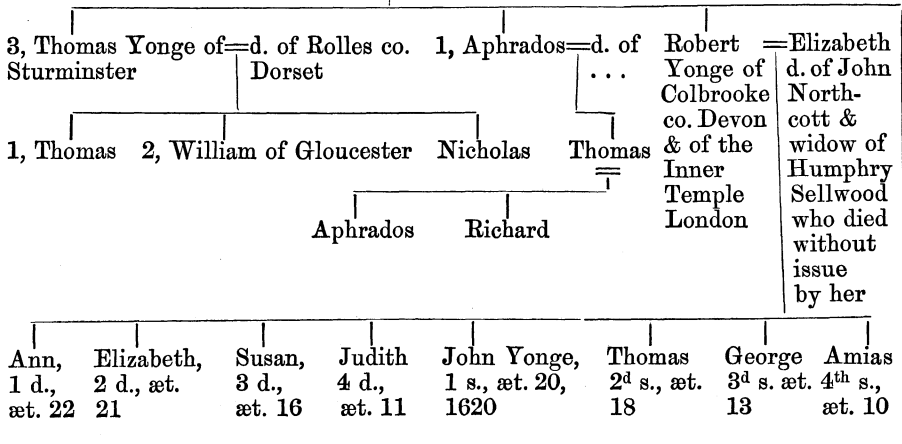 3, Thomas Yonge of=d. of Rolles co.
Sturminster Dorset
1, Aphrados=d. of
...
Robert
Yonge of
Colbrooke
co. Devon
& of the
Inner
Temple
London
=Elizabeth
d. of John
North-
cott &
widow of
Humphry
Sellwood
who died
without
issue
by her
1, Thomas 2, William of Gloucester Nicholas Thomas
=
Aphrados Richard
Ann,
1 d.,
æt. 22
Elizabeth,
2 d., æt.
21
Susan,
3 d.,
æt. 16
Judith
4 d.,
æt. 11
John Yonge,
1 s., æt. 20,
1620
Thomas
2ᵈ s., æt.
18
George
3ᵈ s. æt.
13
Amias
4ᵗʰ s.,
æt. 10